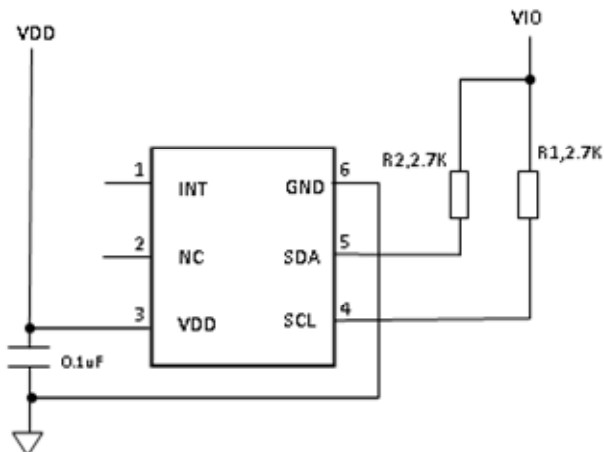 VDD
VIO
R2,2.7K
R1,2.7K
1
INT
GND
6
2
NC
SDA
5
3
VDD
SCL
4
0.1uF